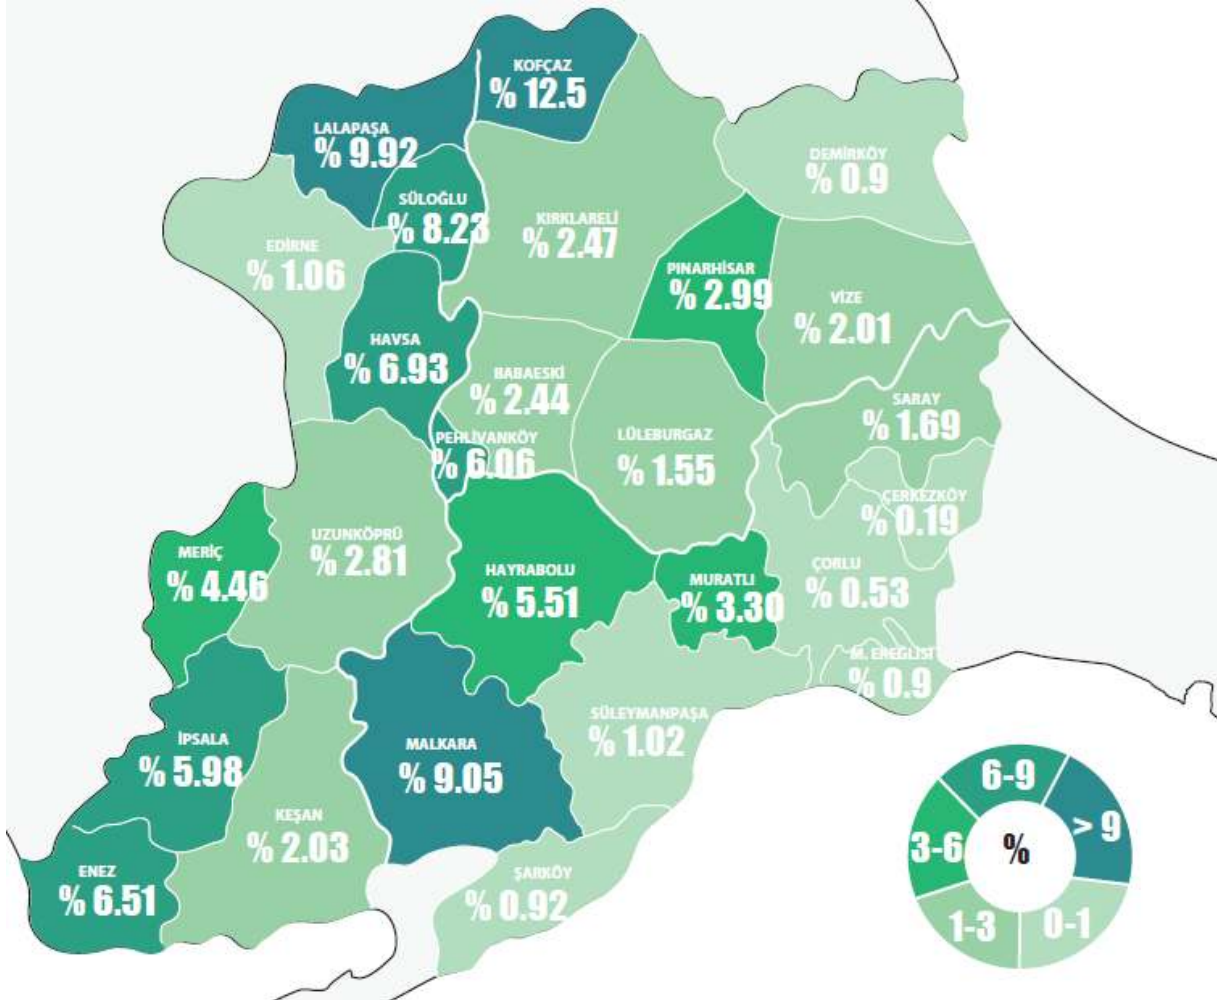 KOFÇAZ
% 12.5
LALAPAŞA
% 9.92
DEMİRKÖY
% 0.9
SÜLOĞLU
% 8.23
KIRKLARELİ
% 2.47
EDİRNE
% 1.06
PINARHİSAR
% 2.99
VİZE
% 2.01
HAVSA
% 6.93
BABAESKİ
% 2.44
SARAY
% 1.69
PEHLİVANKÖY
% 6.06
LÜLEBURGAZ
% 1.55
ÇERKEZKÖY
% 0.19
UZUNKÖPRÜ
% 2.81
MERİÇ
% 4.46
HAYRABOLU
% 5.51
MURATLI
% 3.30
ÇORLU
% 0.53
M. EREĞLİSİ
% 0.9
SÜLEYMANPAŞA
% 1.02
İPSALA
% 5.98
MALKARA
% 9.05
KEŞAN
% 2.03
ENEZ
% 6.51
ŞARKÖY
% 0.92
6-9
> 9
3-6
%
1-3
0-1